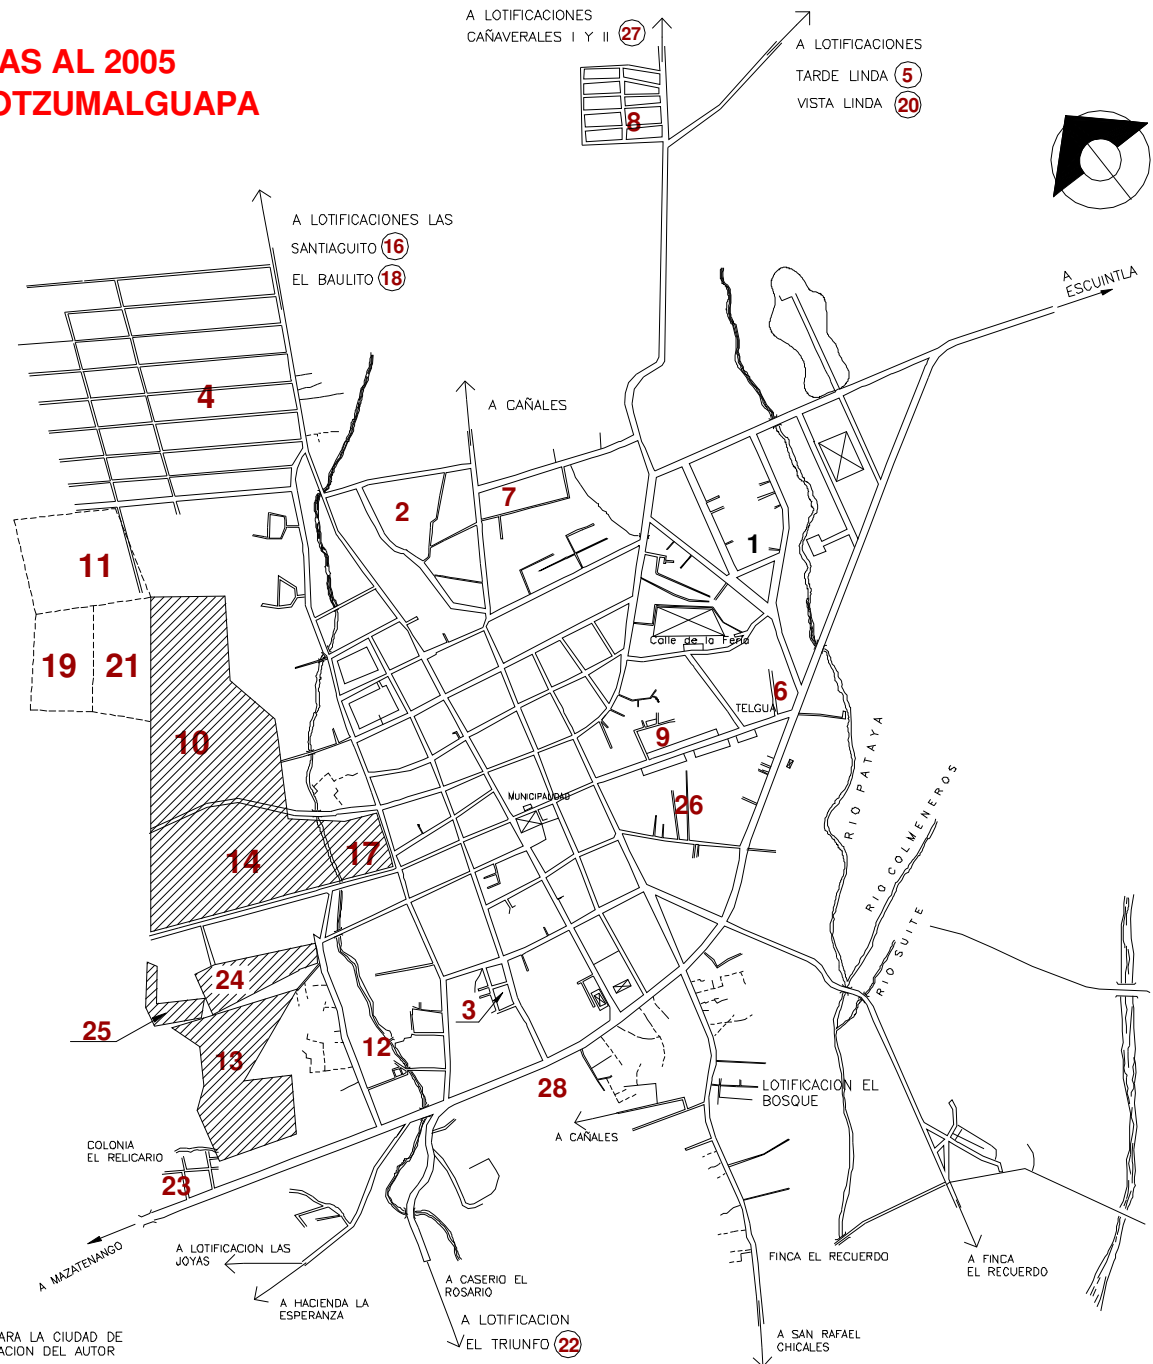 A LOTIFICACIONES
CAÑAVERALES I Y II 27
A LOTIFICACIONES
TARDE LINDA 5
VISTA LINDA 20
AS AL 2005
OTZUMALGUAPA
8
A LOTIFICACIONES LAS
SANTIAGUITO 16
EL BAULITO 18
A
ESCUINTLA
4
A CAÑALES
2
7
1
11
Calle de la Feria
19
21
6
TELGUA
10
9
RIO PATAYA
RIO COLMENEROS
MUNICIPALIDAD
26
14
17
RIO SUITE
24
3
25
12
13
28
LOTIFICACION EL
BOSQUE
A CAÑALES
COLONIA
EL RELICARIO
23
A MAZATENANGO
A LOTIFICACION LAS
JOYAS
A HACIENDA LA
ESPERANZA
A CASERIO EL
ROSARIO
A LOTIFICACION
EL TRIUNFO 22
FINCA EL RECUERDO
A FINCA
EL RECUERDO
A SAN RAFAEL
CHICALES
ARA LA CIUDAD DE
ACION DEL AUTOR